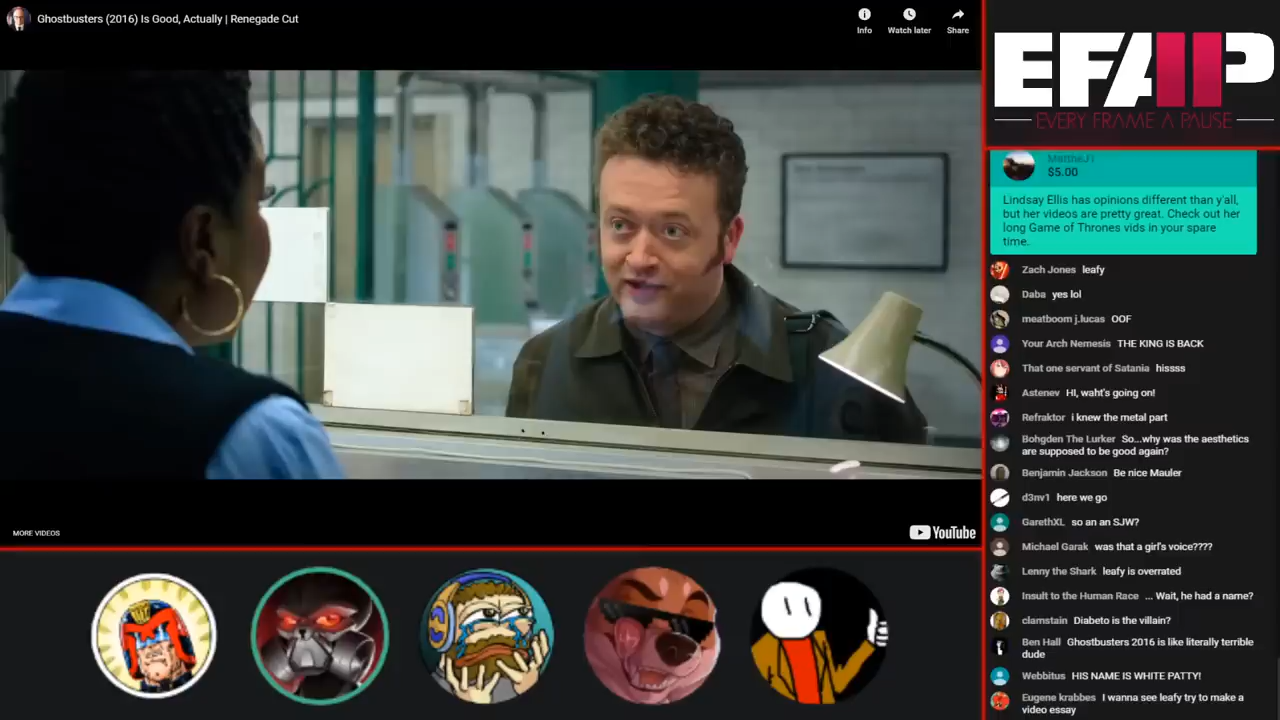 Ghostbusters (2016) Is Good, Actually | Renegade Cut
Info
Watch later
Share
MORE VIDEOS
YouTube
EFAP
EVERY FRAME A PAUSE
MarthaJ1
$5.00
Lindsay Ellis has opinions different than y'all,
but her videos are pretty great. Check out her
long Game of Thrones vids in your spare
time.
Zach Jones leafy
Daba yes lol
meatboom j.lucas OOF
Your Arch Nemesis THE KING IS BACK
That one servant of Satania hissss
Astenev HI, waht's going on!
Refraktor i knew the metal part
Bohgden The Lurker So...why was the aesthetics
are supposed to be good again?
Benjamin Jackson Be nice Mauler
d3nv1 here we go
GarethXL so an an SJW?
Michael Garak was that a girl's voice????
Lenny the Shark leafy is overrated
Insult to the Human Race ... Wait, he had a name?
clamstain Diabeto is the villain?
Ben Hall Ghostbusters 2016 is like literally terrible
dude
Webbitus HIS NAME IS WHITE PATTY!
Eugene krabbes I wanna see leafy try to make a
video essay